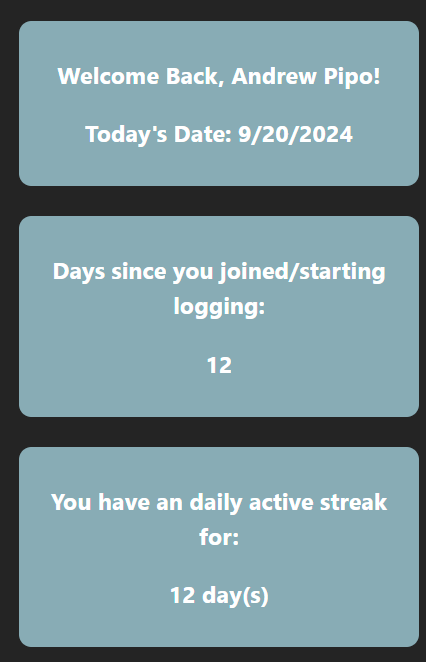 Welcome Back, Andrew Pipo!
Today's Date: 9/20/2024
Days since you joined/starting
logging:
12
You have an daily active streak
for:
12 day(s)